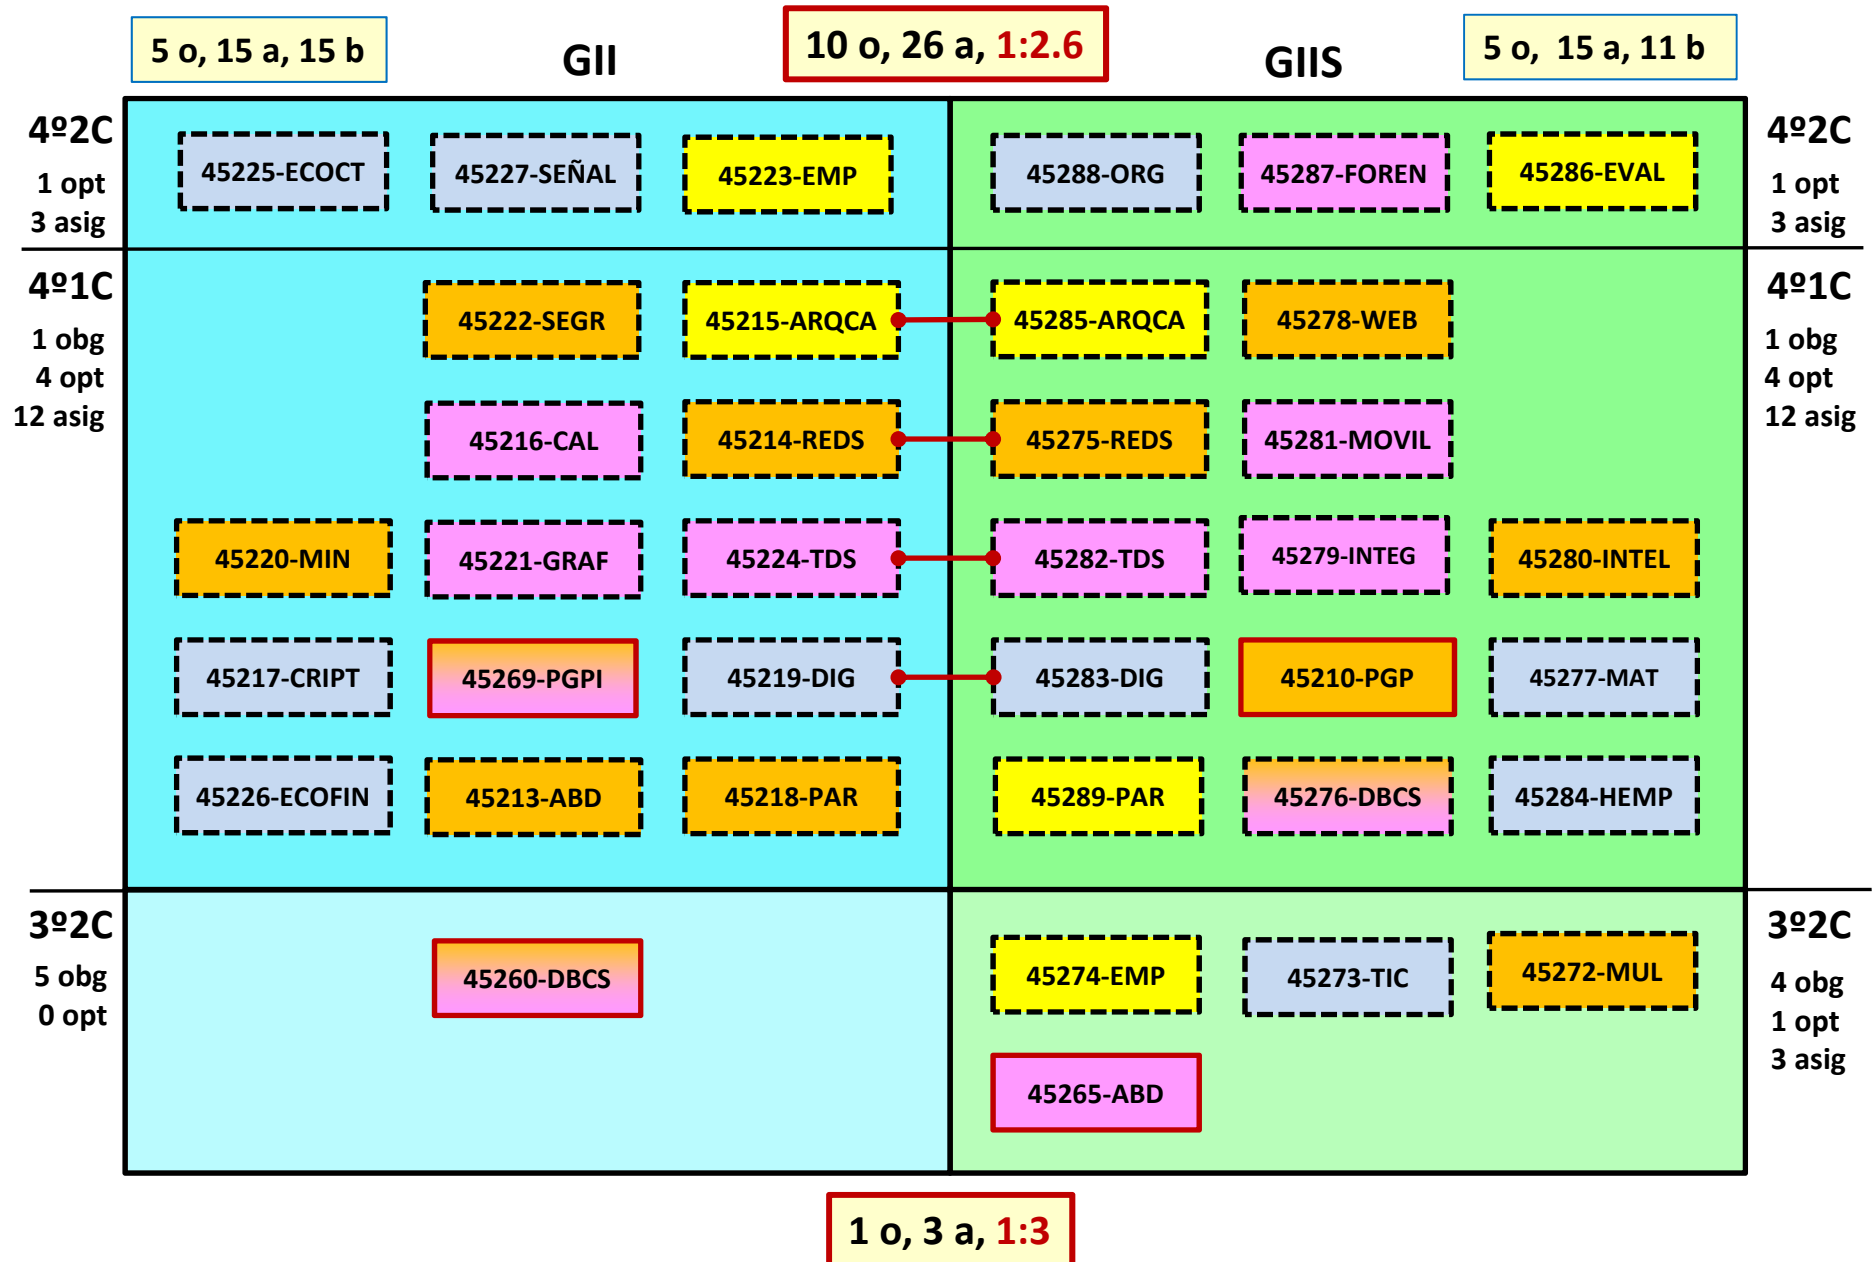 5 o, 15 a, 15 b
GII
10 o, 26 a, 1:2.6
GIIS
5 o, 15 a, 11 b
4º2C
1 opt
3 asig
45225-ECOCT
45227-SEÑAL
45223-EMP
45288-ORG
45287-FOREN
45286-EVAL
4º2C
1 opt
3 asig
4º1C
1 obg
4 opt
12 asig
45222-SEGR
45215-ARQCA
45285-ARQCA
45278-WEB
4º1C
1 obg
4 opt
12 asig
45216-CAL
45214-REDS
45275-REDS
45281-MOVIL
45220-MIN
45221-GRAF
45224-TDS
45282-TDS
45279-INTEG
45280-INTEL
45217-CRIPT
45269-PGPI
45219-DIG
45283-DIG
45210-PGP
45277-MAT
45226-ECOFIN
45213-ABD
45218-PAR
45289-PAR
45276-DBCS
45284-HEMP
3º2C
5 obg
0 opt
45260-DBCS
45274-EMP
45273-TIC
45272-MUL
3º2C
4 obg
1 opt
3 asig
45265-ABD
1 o, 3 a, 1:3